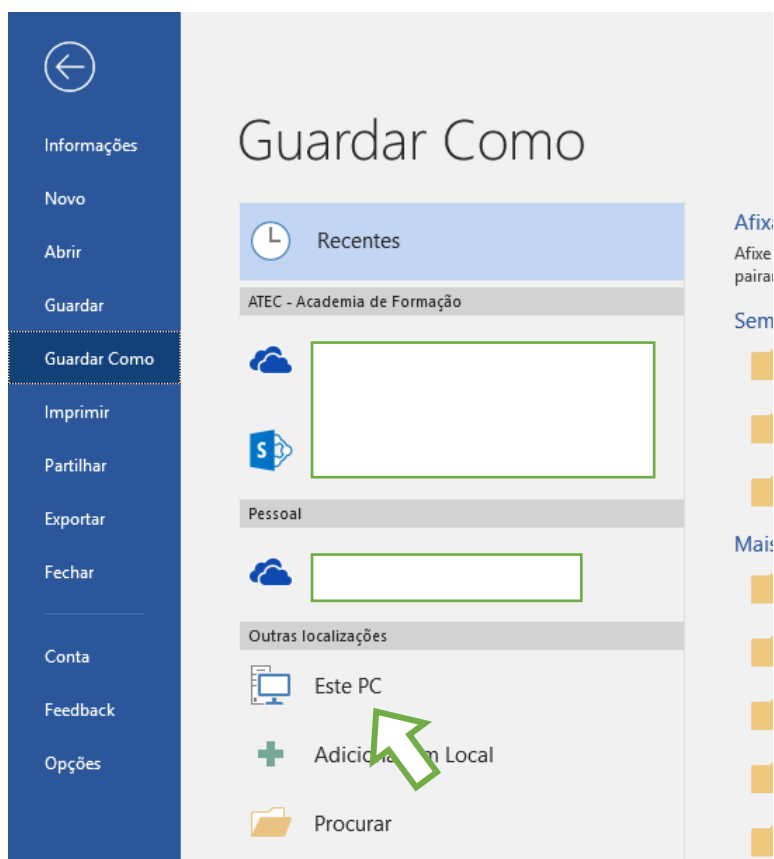 Informações
Novo
Abrir
Guardar
Guardar Como
Imprimir
Partilhar
Exportar
Fechar
Conta
Feedback
Opções
Guardar Como
Recentes
ATEC - Academia de Formação
S
Pessoal
Outras localizações
Este PC
Local
Procurar
Afixe
Mais